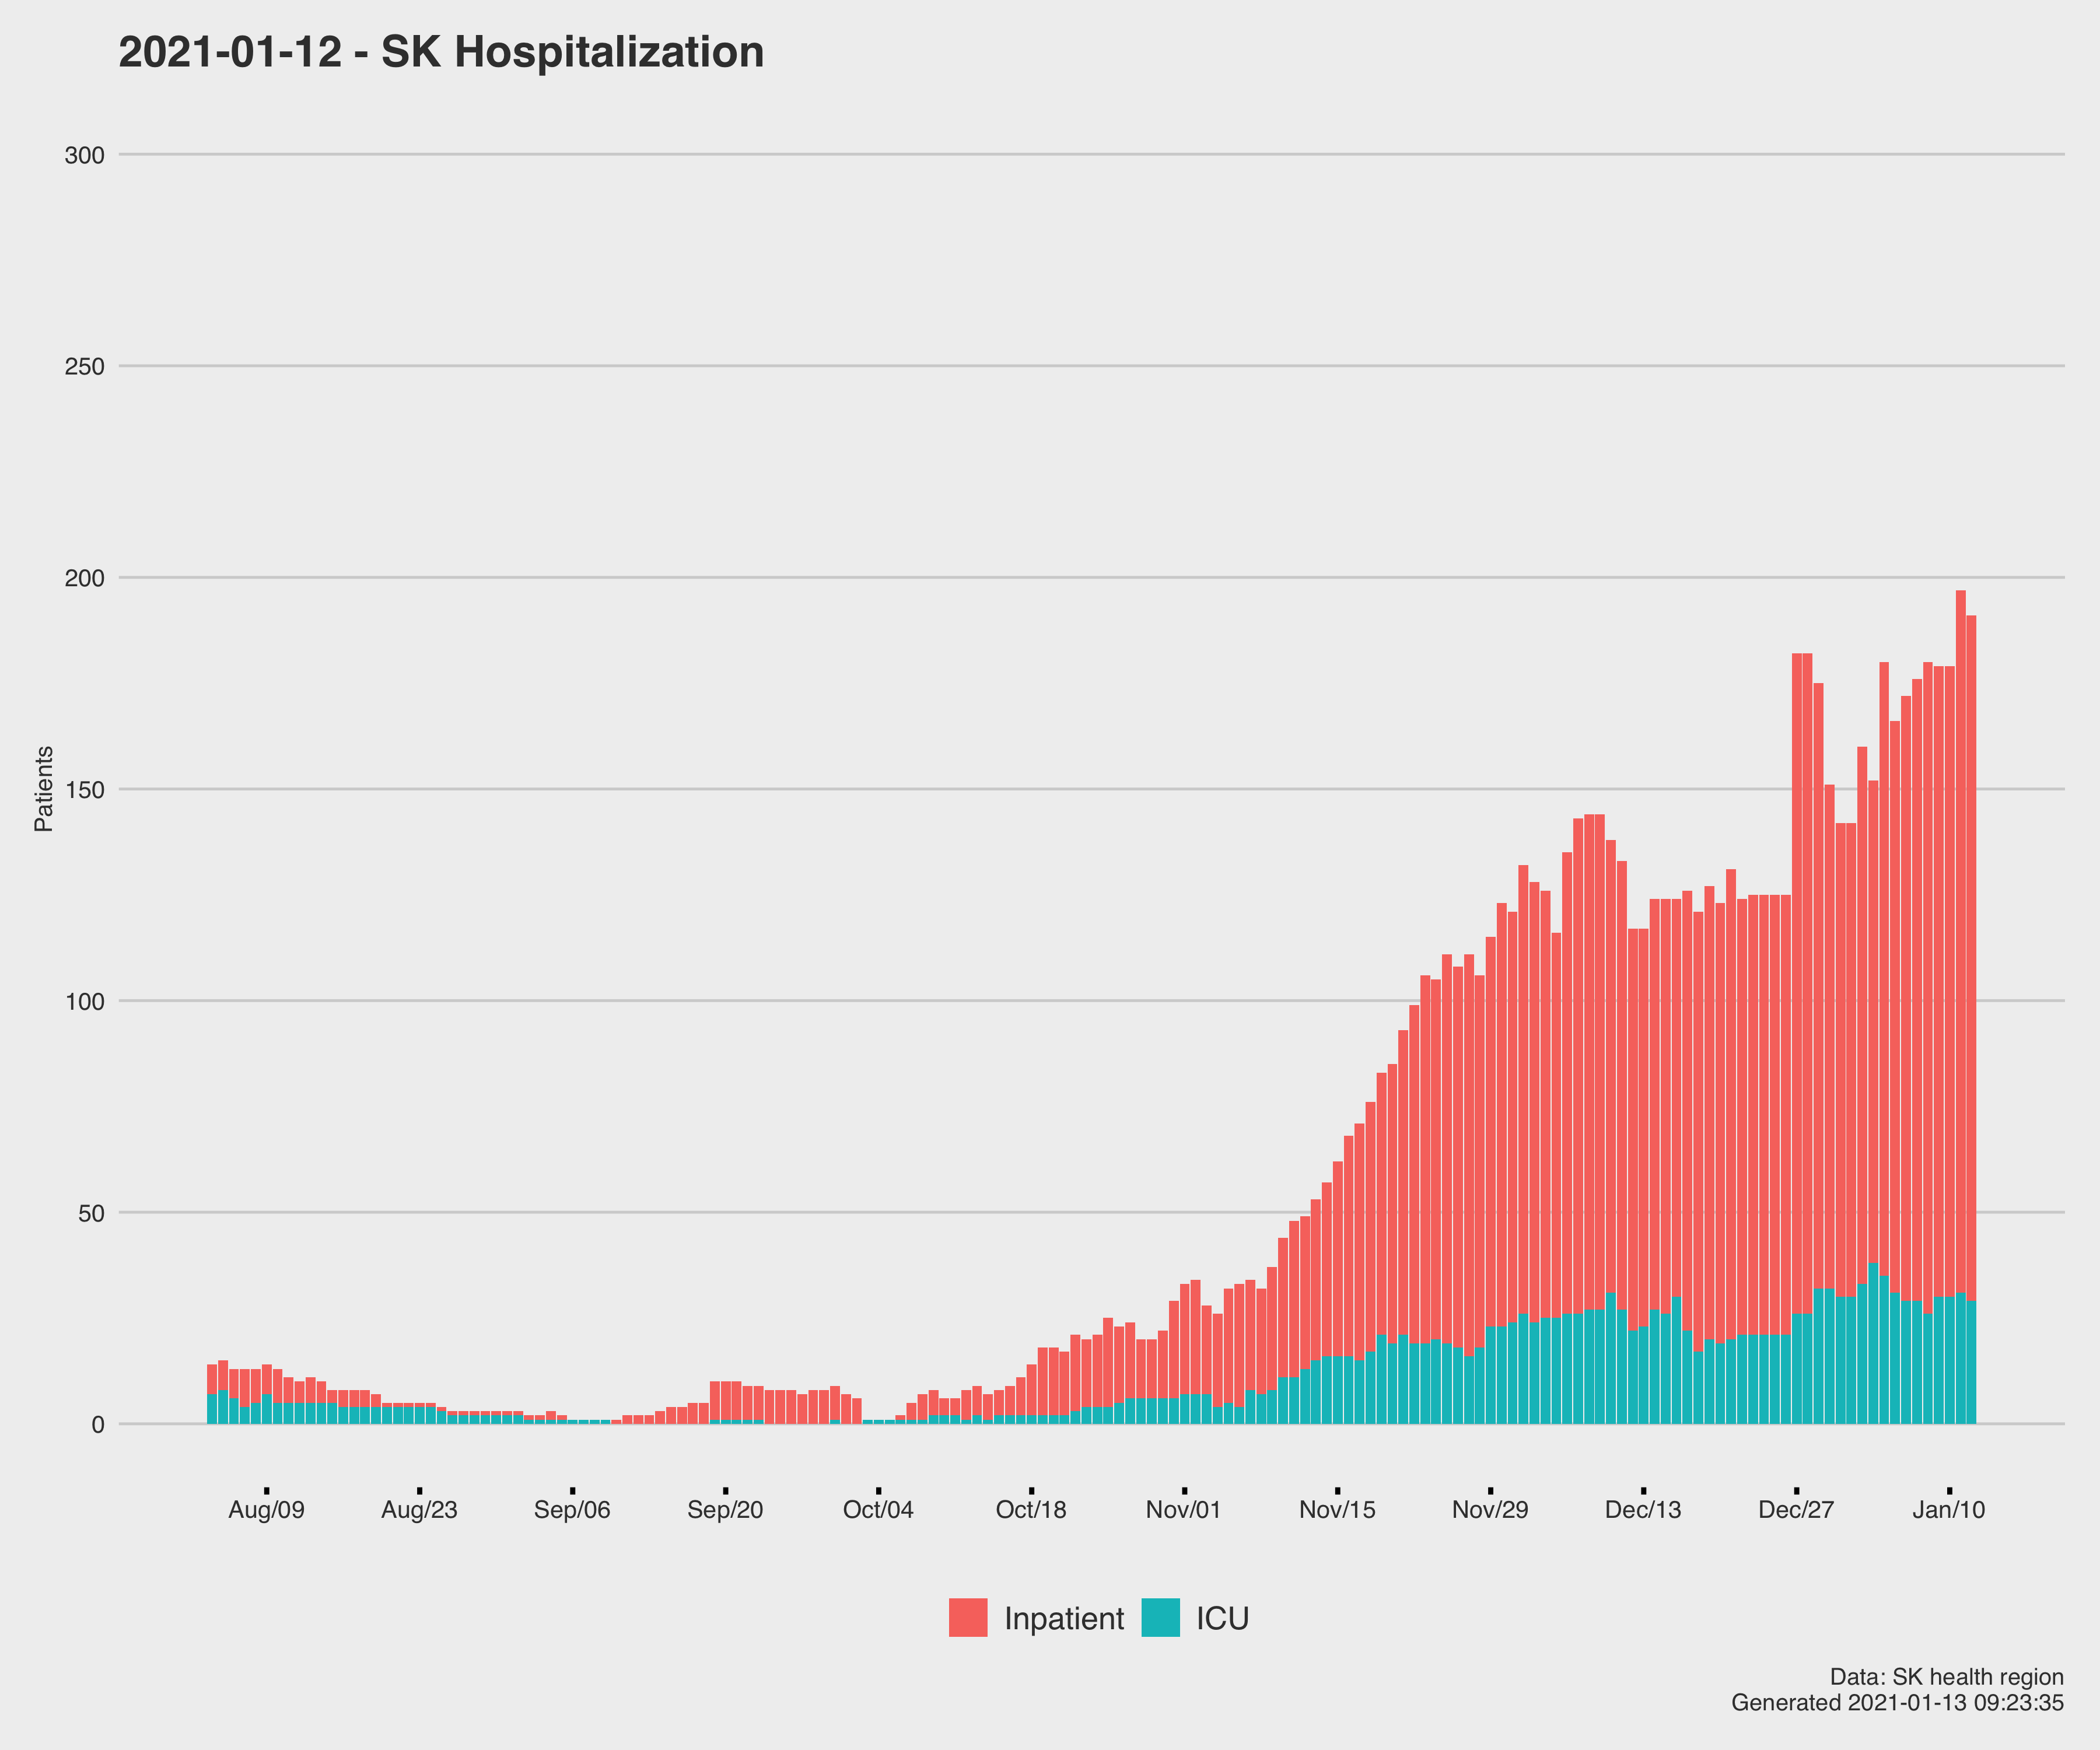 2021-01-12 - SK Hospitalization
300
250
200
150
100
50
0
Patients
Aug/09 Aug/23 Sep/06 Sep/20 Oct/04 Oct/18 Nov/01 Nov/15 Nov/29 Dec/13 Dec/27 Jan/10
Inpatient ICU
Data: SK health region
Generated 2021-01-13 09:23:35